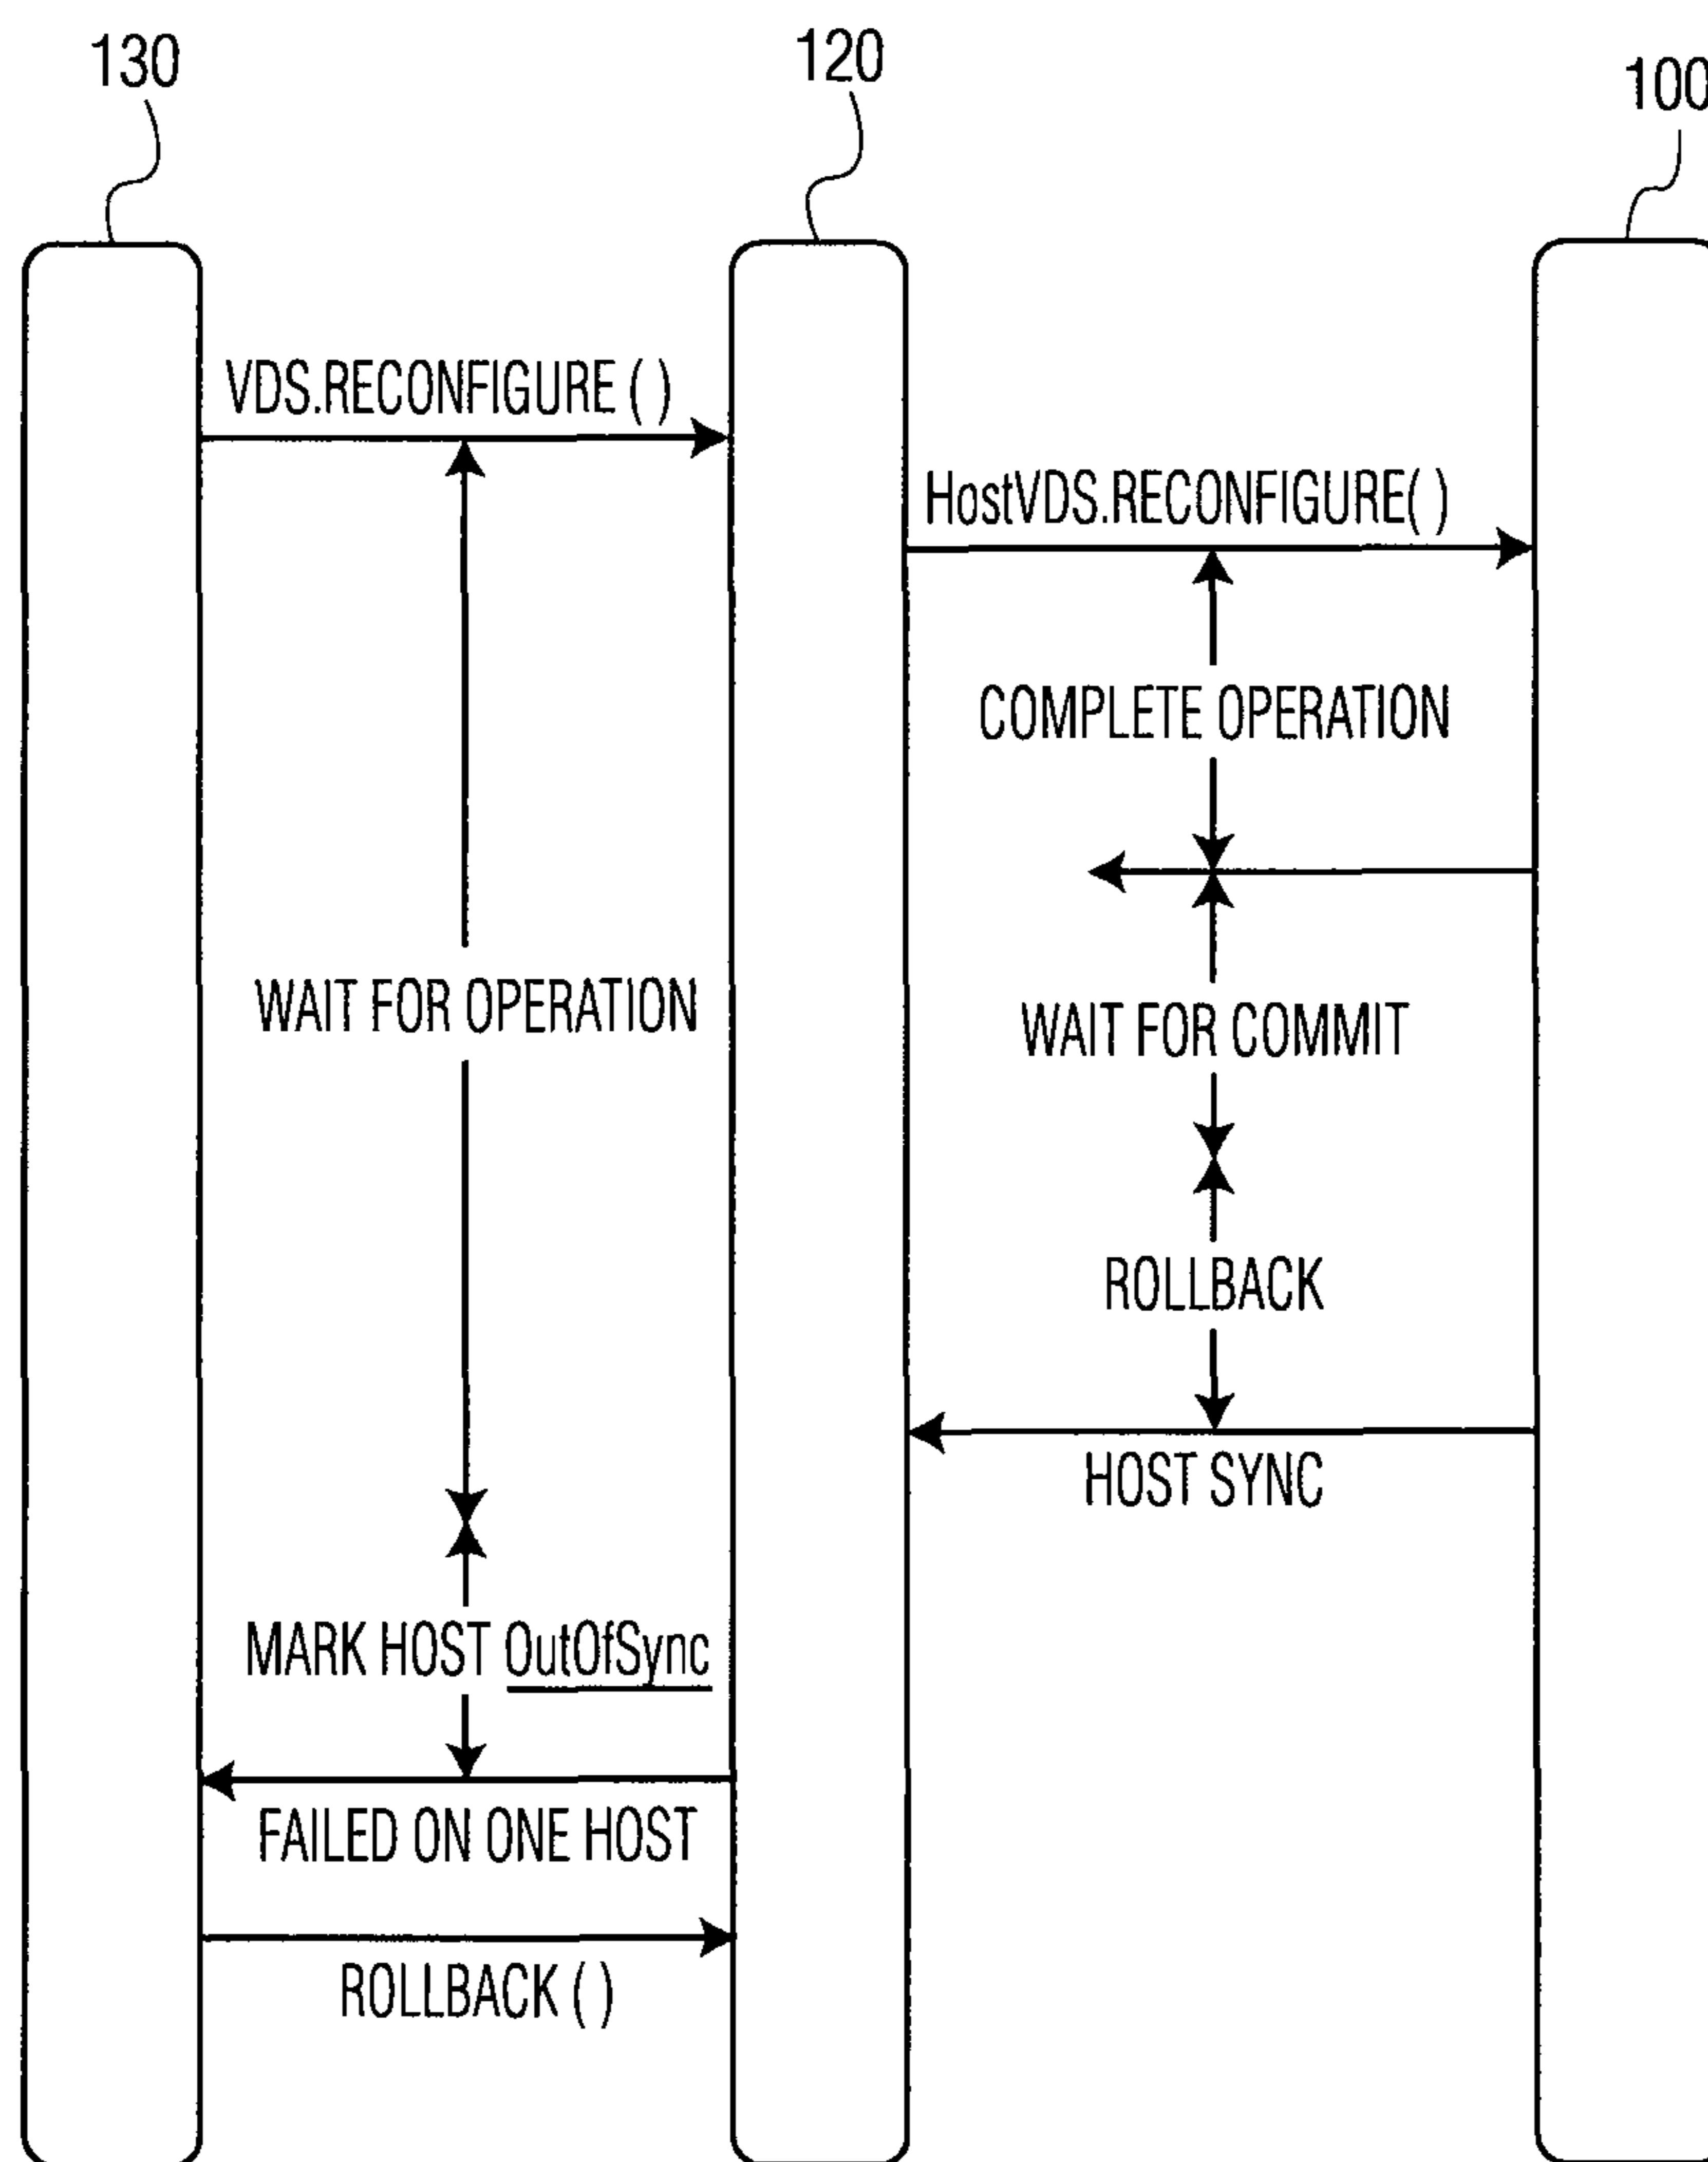 130
120
100
VDS.RECONFIGURE ( )
HostVDS.RECONFIGURE( )
COMPLETE OPERATION
WAIT FOR OPERATION
WAIT FOR COMMIT
ROLLBACK
HOST SYNC
MARK HOST OutOfSync
FAILED ON ONE HOST
ROLLBACK ( )